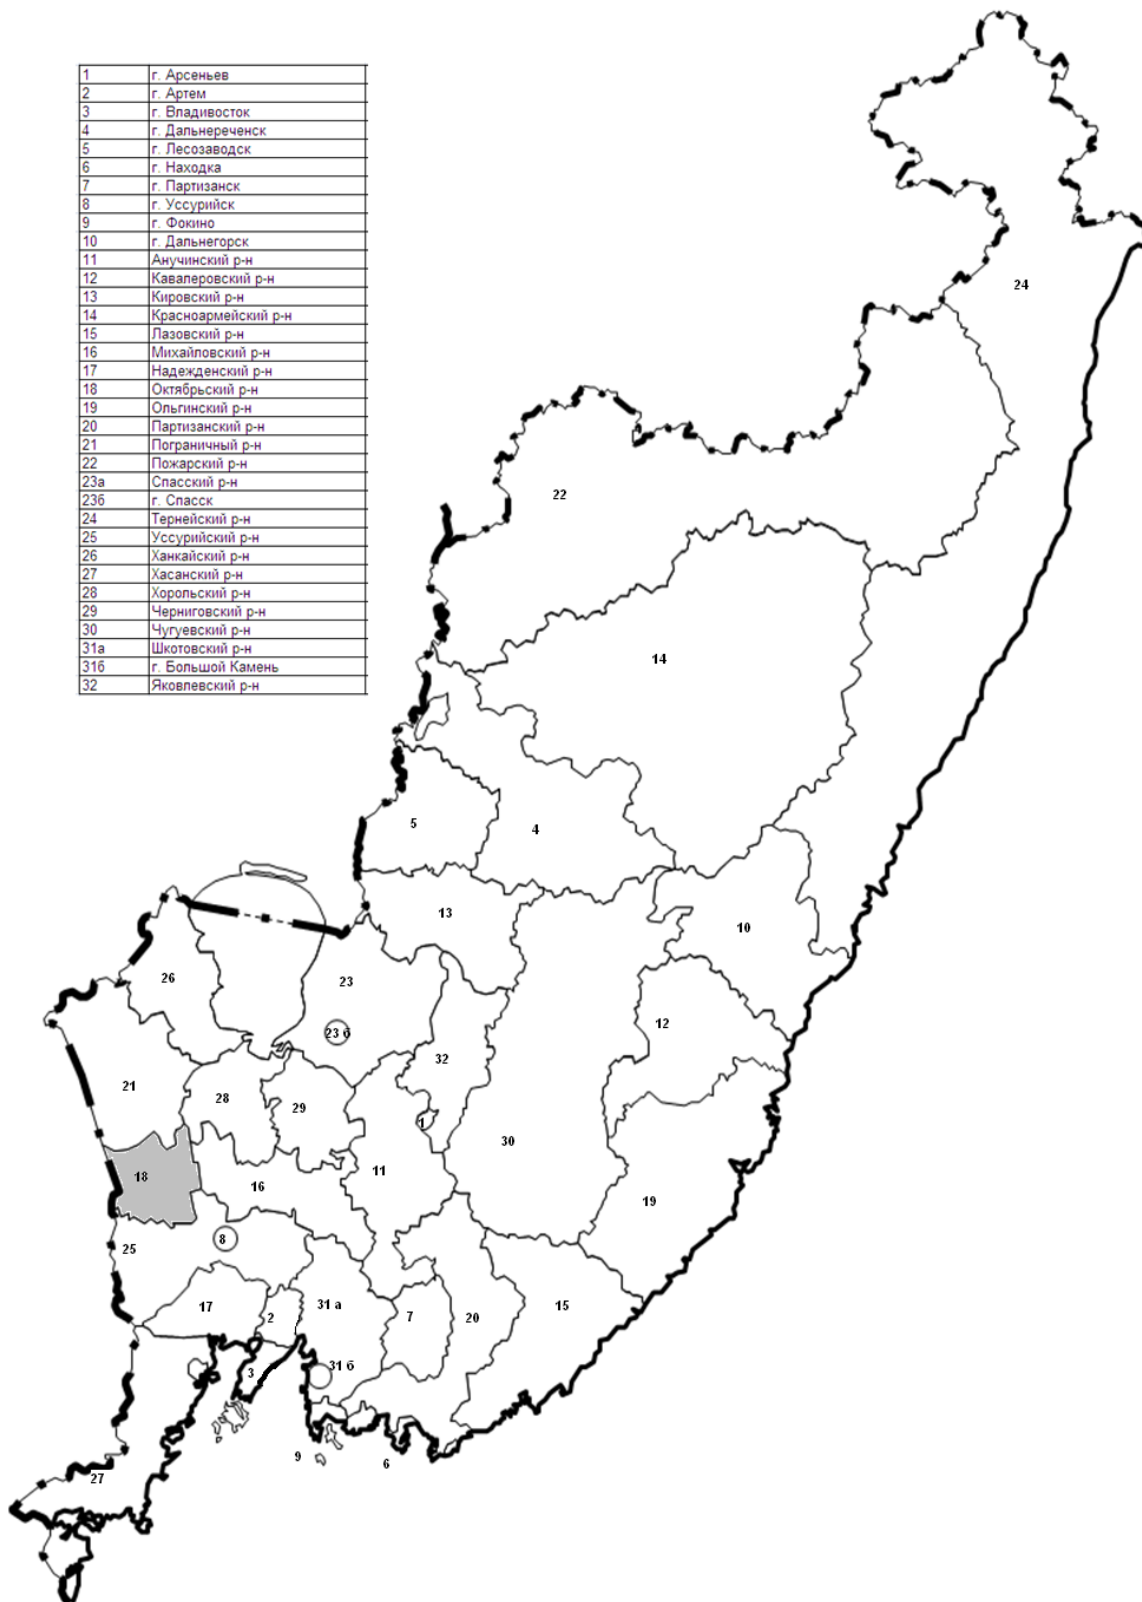 1 г. Арсеньев
2 г. Артем
3 г. Владивосток
4 г. Дальнереченск
5 г. Лесозаводск
6 г. Находка
7 г. Партизанск
8 г. Уссурийск
9 г. Фокино
10 г. Дальнегорск
11 Анучинский р-н
12 Кавалеровский р-н
13 Кировский р-н
14 Красноармейский р-н
15 Лазовский р-н
16 Михайловский р-н
17 Надежденский р-н
18 Октябрьский р-н
19 Ольгинский р-н
20 Партизанский р-н
21 Пограничный р-н
22 Пожарский р-н
23а Спасский р-н
23б г. Спасск
24 Тернейский р-н
25 Уссурийский р-н
26 Ханкайский р-н
27 Хасанский р-н
28 Хорольский р-н
29 Черниговский р-н
30 Чугуевский р-н
31а Шкотовский р-н
31б г. Большой Камень
32 Яковлевский р-н
24
22
14
5
4
13
10
26
23
23 б
12
32
21
28
29
1
30
11
18
16
19
8
25
17
2
31 а
7
20
15
31 б
3
9
6
27